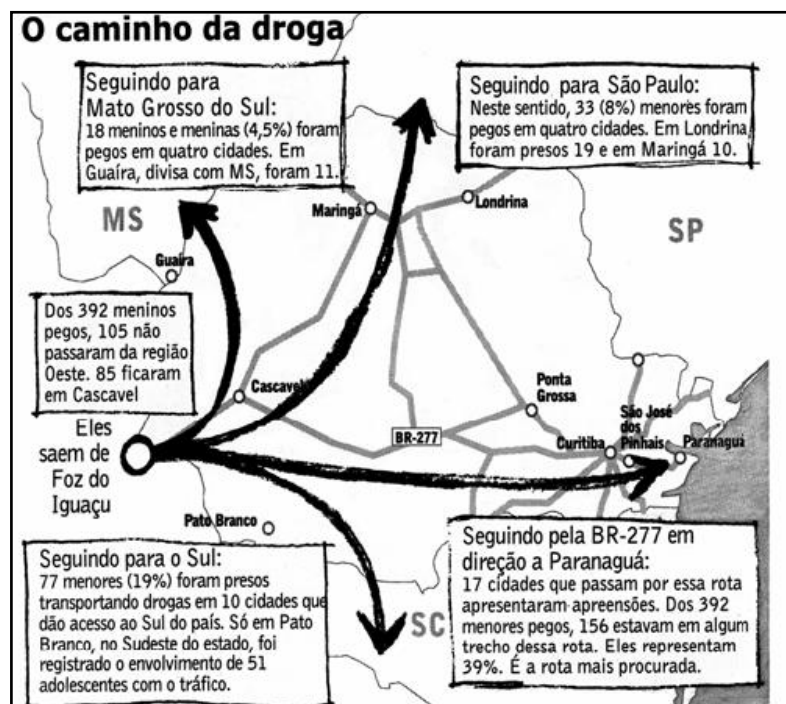 O caminho da droga
Seguindo para
Mato Grosso do Sul:
18 meninos e meninas (4,5%) foram
pegos em quatro cidades. Em
Guaíra, divisa com MS, foram 11.
Seguindo para São Paulo:
Neste sentido, 33 (8%) menores foram
pegos em quatro cidades. Em Londrina
foram presos 19 e em Maringá 10.
MS
Maringá
Londrina
SP
Guaíra
Dos 392 meninos
pegos, 105 não
passaram da região
Oeste. 85 ficaram
em Cascavel
Cascavel
Ponta
Grossa
Eles
saem de
Foz do
Iguaçu
BR-277
Curitiba
São José
dos
Pinhais
Paranaguá
Pato Branco
Seguindo para o Sul:
77 menores (19%) foram presos
transportando drogas em 10 cidades que
dão acesso ao Sul do país. Só em Pato
Branco, no Sudeste do estado, foi
registrado o envolvimento de 51
adolescentes com o tráfico.
SC
Seguindo pela BR-277 em
direção a Paranaguá:
17 cidades que passam por essa rota
apresentaram apreensões. Dos 392
menores pegos, 156 estavam em algum
trecho dessa rota. Eles representam
39%. É a rota mais procurada.